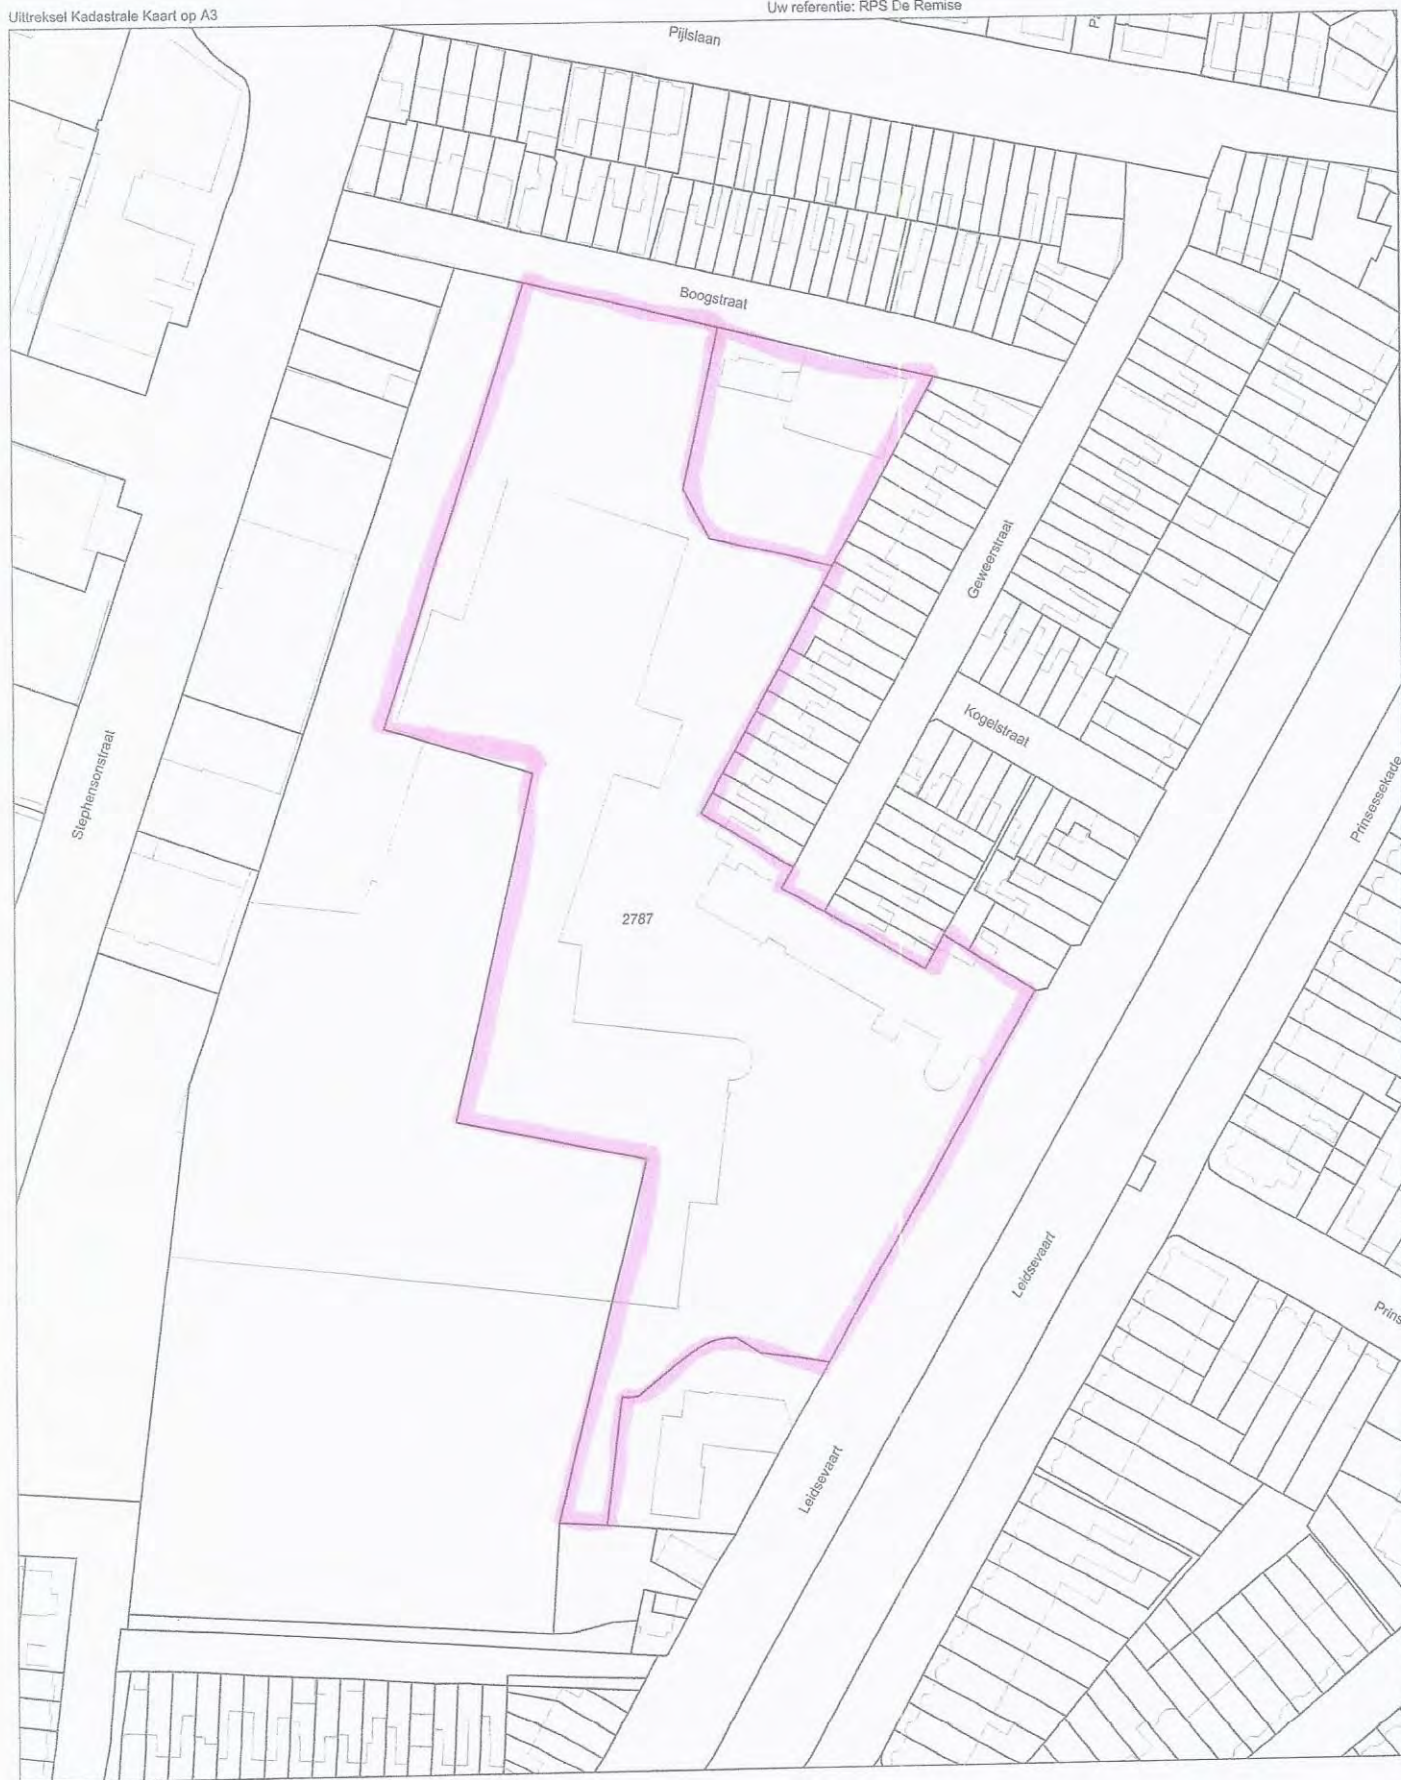 Uittreksel Kadastrale Kaart op A3
Uw referentie: RPS De Remise
Pijlslaan
Boogstraat
Geweerstraat
Kogelstraat
Stephensonstraat
Prinsessekade
2787
Leidsevaart
Prins
Leidsevaart